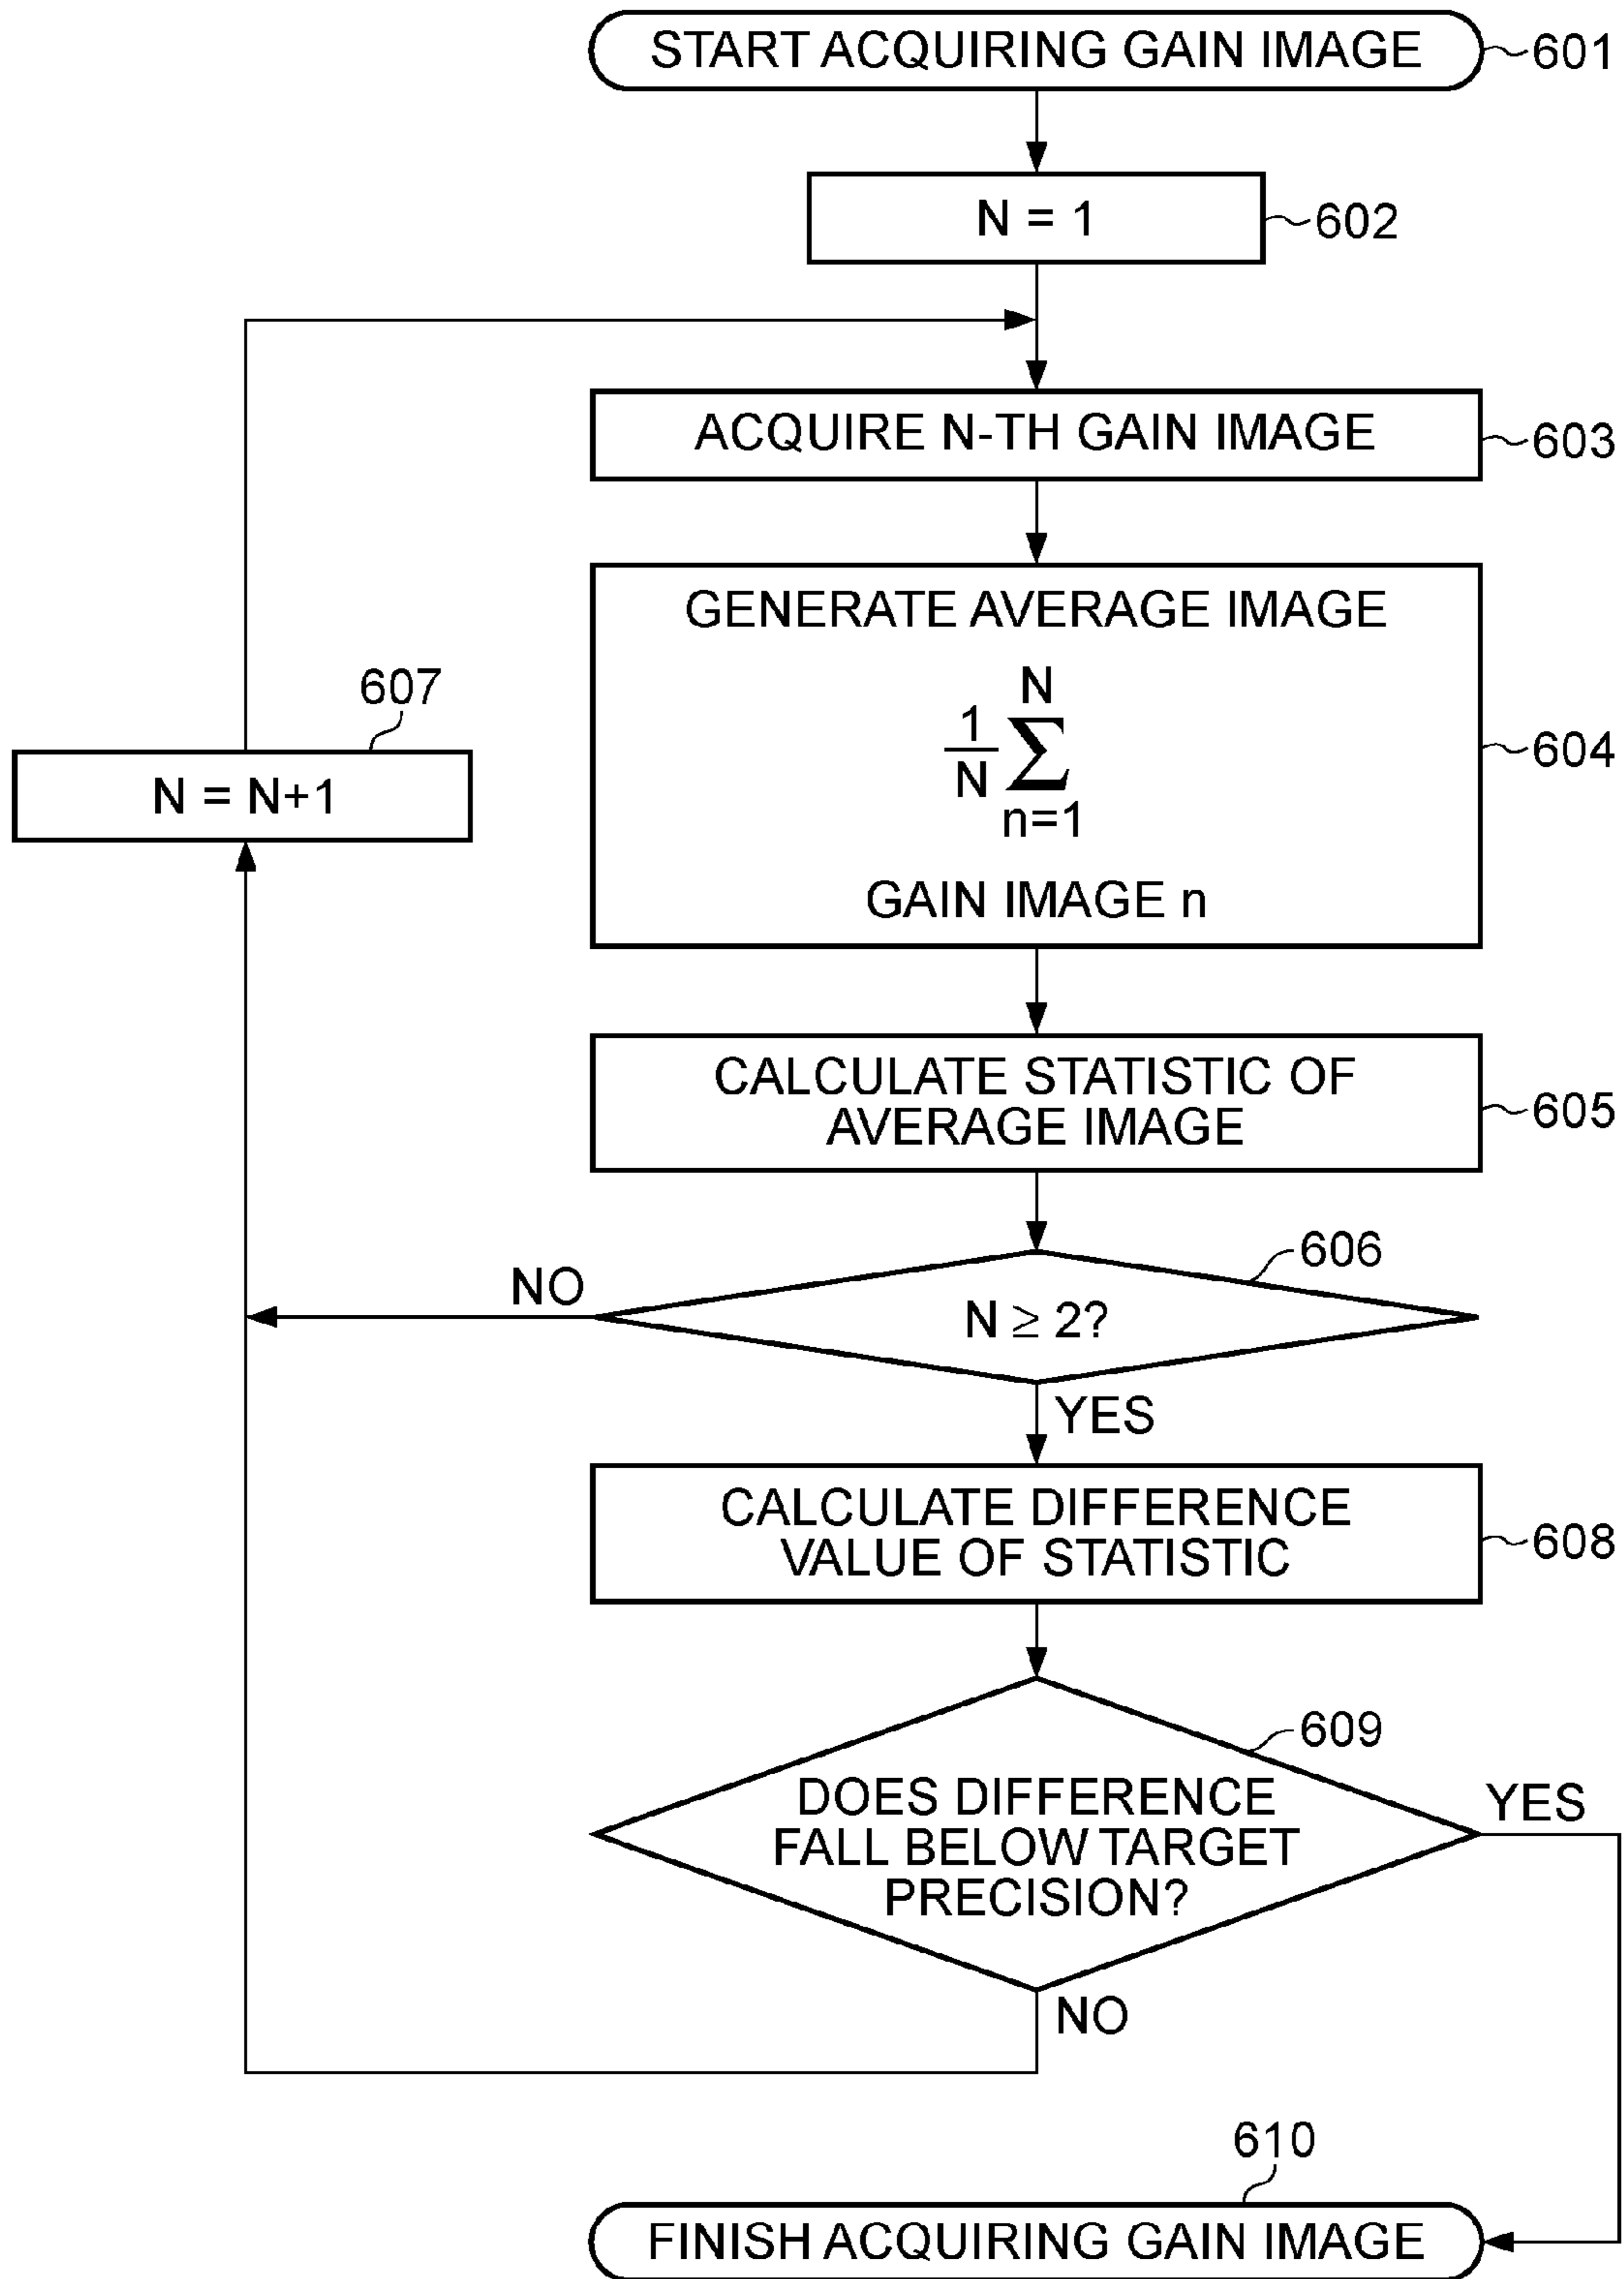 START ACQUIRING GAIN IMAGE
601
N = 1
602
ACQUIRE N-TH GAIN IMAGE
603
GENERATE AVERAGE IMAGE
N
1
N
∑
n=1
GAIN IMAGE n
604
607
N = N+1
CALCULATE STATISTIC OF
AVERAGE IMAGE
605
606
N ≥ 2?
NO
YES
CALCULATE DIFFERENCE
VALUE OF STATISTIC
608
609
DOES DIFFERENCE
FALL BELOW TARGET
PRECISION?
YES
NO
610
FINISH ACQUIRING GAIN IMAGE